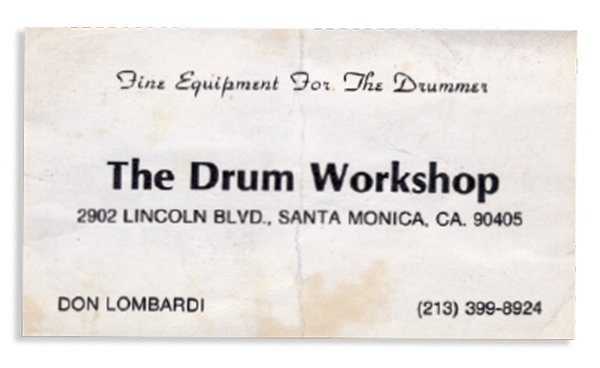 Fine Equipment For The Drummer
The Drum Workshop
2902 LINCOLN BLVD., SANTA MONICA, CA. 90405
DON LOMBARDI
(213) 399-8924